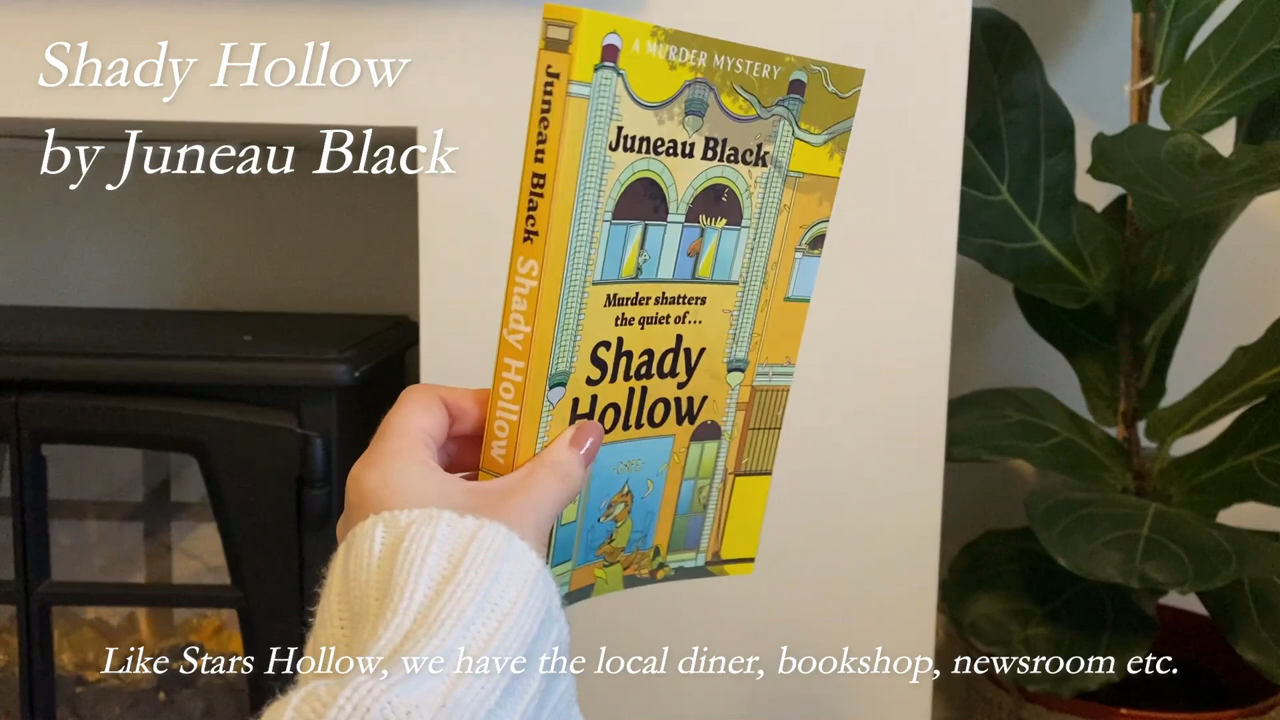 Shady Hollow
by Juneau Black
A MURDER MYSTERY
Juneau Black
Murder shatters
the quiet of...
Shady
Hollow
CAFE
Juneau Black Shady Hollow
Like Stars Hollow, we have the local diner, bookshop, newsroom etc.